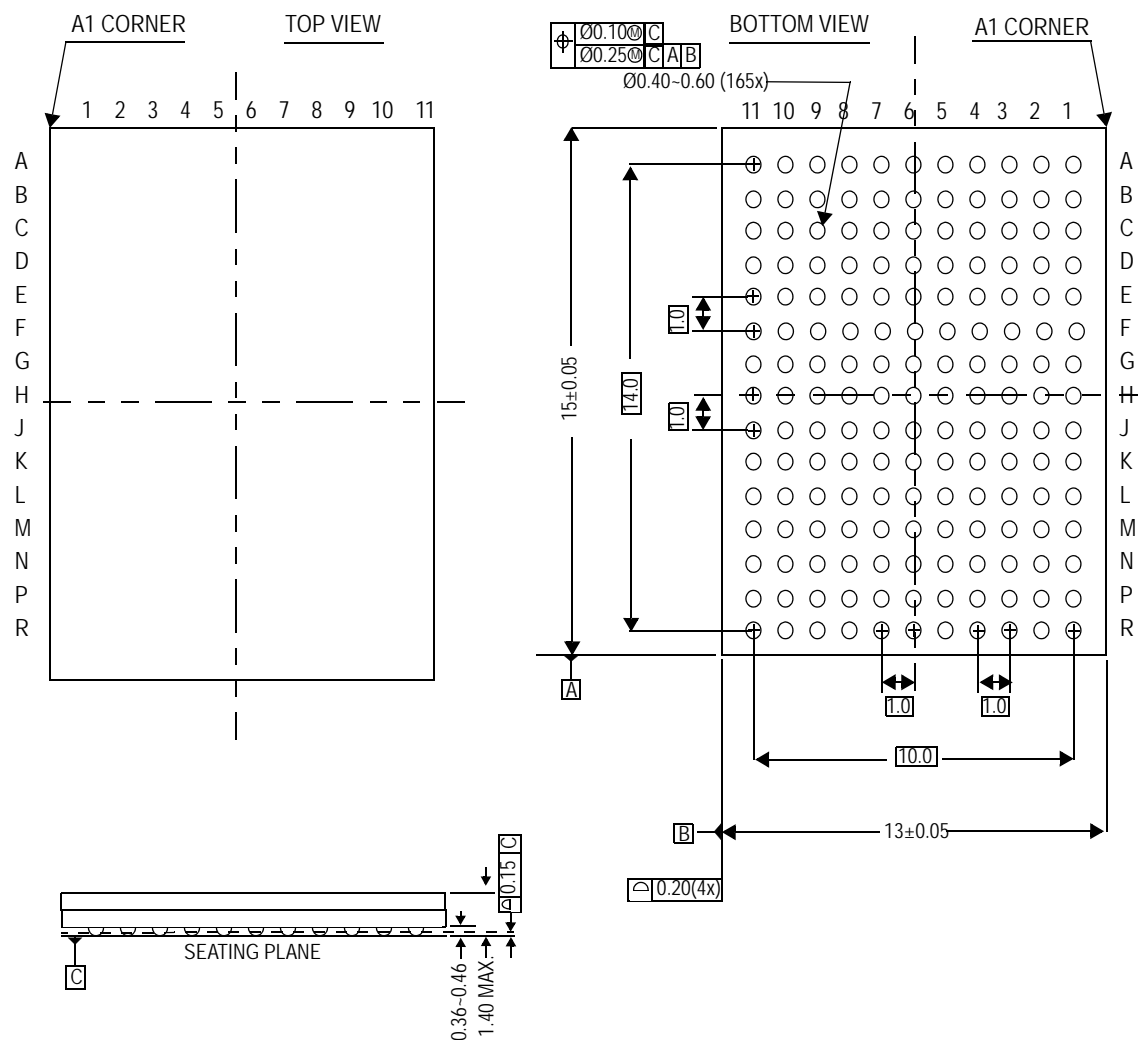 A1 CORNER
TOP VIEW
1 2 3 4 5 6 7 8 9 10 11
A
B
C
D
E
F
G
H
J
K
L
M
N
P
R
Ø0.10Ⓜ C
Ø0.25Ⓜ C A B
BOTTOM VIEW
A1 CORNER
Ø0.40~0.60 (165x)
11 10 9 8 7 6 5 4 3 2 1
A
B
C
D
E
F
G
H
J
K
L
M
N
P
R
1.0
1.0
15±0.05
14.0
A
1.0
1.0
10.0
B
13±0.05
0.20(4x)
0.15 C
SEATING PLANE
C
0.36~0.46
1.40 MAX.